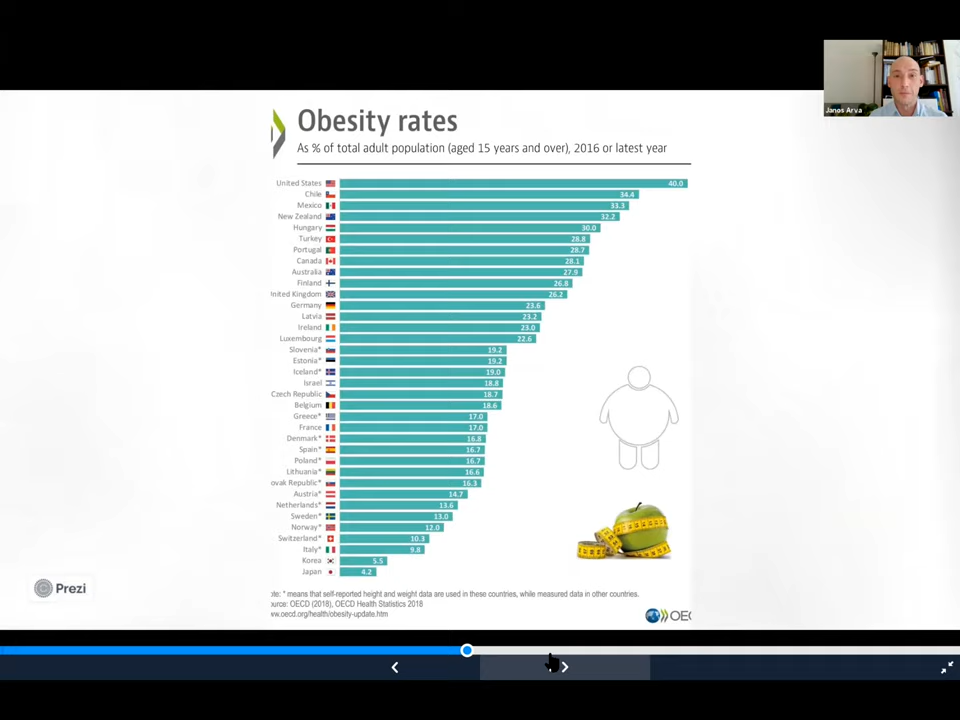 Janos Arva
Obesity rates
As % of total adult population (aged 15 years and over), 2016 or latest year
United States 40.0
Chile 34.4
Mexico 33.3
New Zealand 32.2
Hungary 30.0
Turkey 28.8
Portugal 28.7
Canada 28.1
Australia 27.9
Finland 26.8
nited Kingdom 26.2
Germany 23.6
Latvia 23.2
Ireland 23.0
Luxembourg 22.6
Slovenia* 19.2
Estonia* 19.2
Iceland* 19.0
Israel 18.8
Czech Republic 18.7
Belgium 18.6
Greece* 17.0
France 17.0
Denmark* 16.8
Spain* 16.7
Poland* 16.7
Lithuania* 16.6
ovak Republic* 16.3
Austria* 14.7
Netherlands* 13.6
Sweden* 13.0
Norway* 12.0
Switzerland* 10.3
Italy* 9.8
Korea 5.5
Japan 4.2
Prezi
ote: * means that self-reported height and weight data are used in these countries, while measured data in other countries.
ource: OECD (2018), OECD Health Statistics 2018
ww.oecd.org/health/obesity-update.htm
OEC